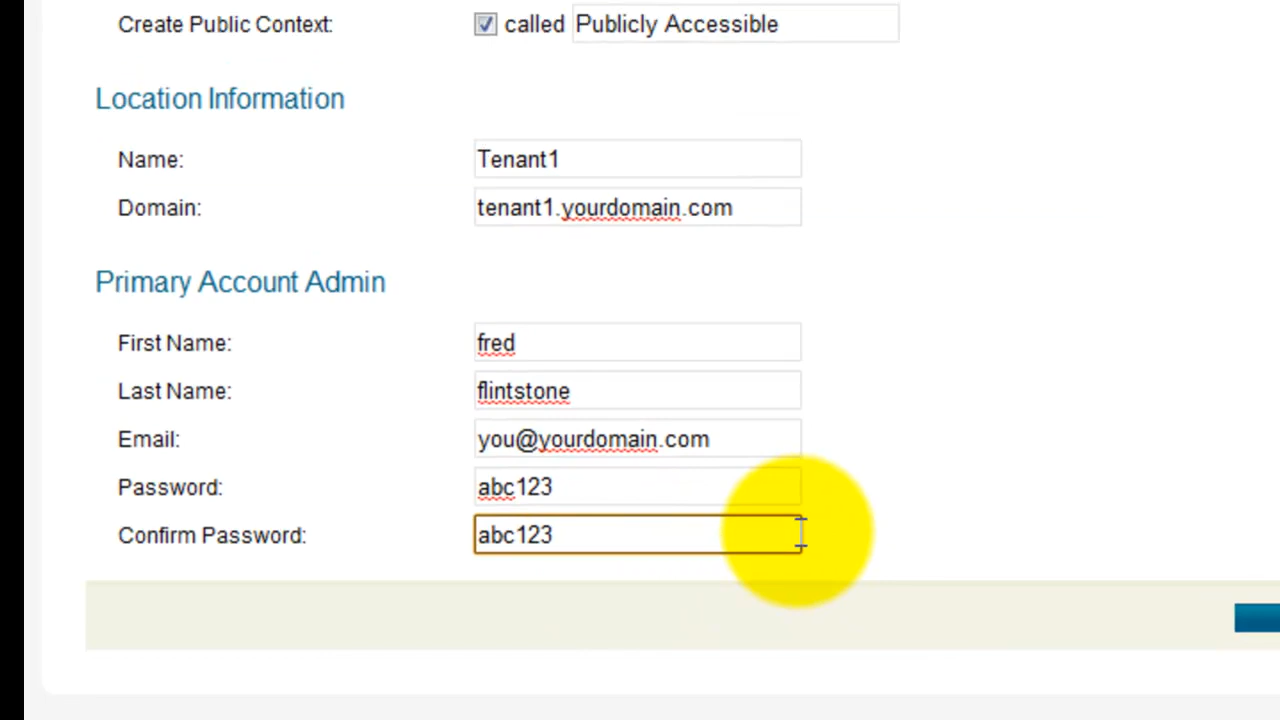 Create Public Context: called Publicly Accessible
Location Information
Name: Tenant1
Domain: tenant1.yourdomain.com
Primary Account Admin
First Name: fred
Last Name: flintstone
Email: you@yourdomain.com
Password: abc123
Confirm Password: abc123